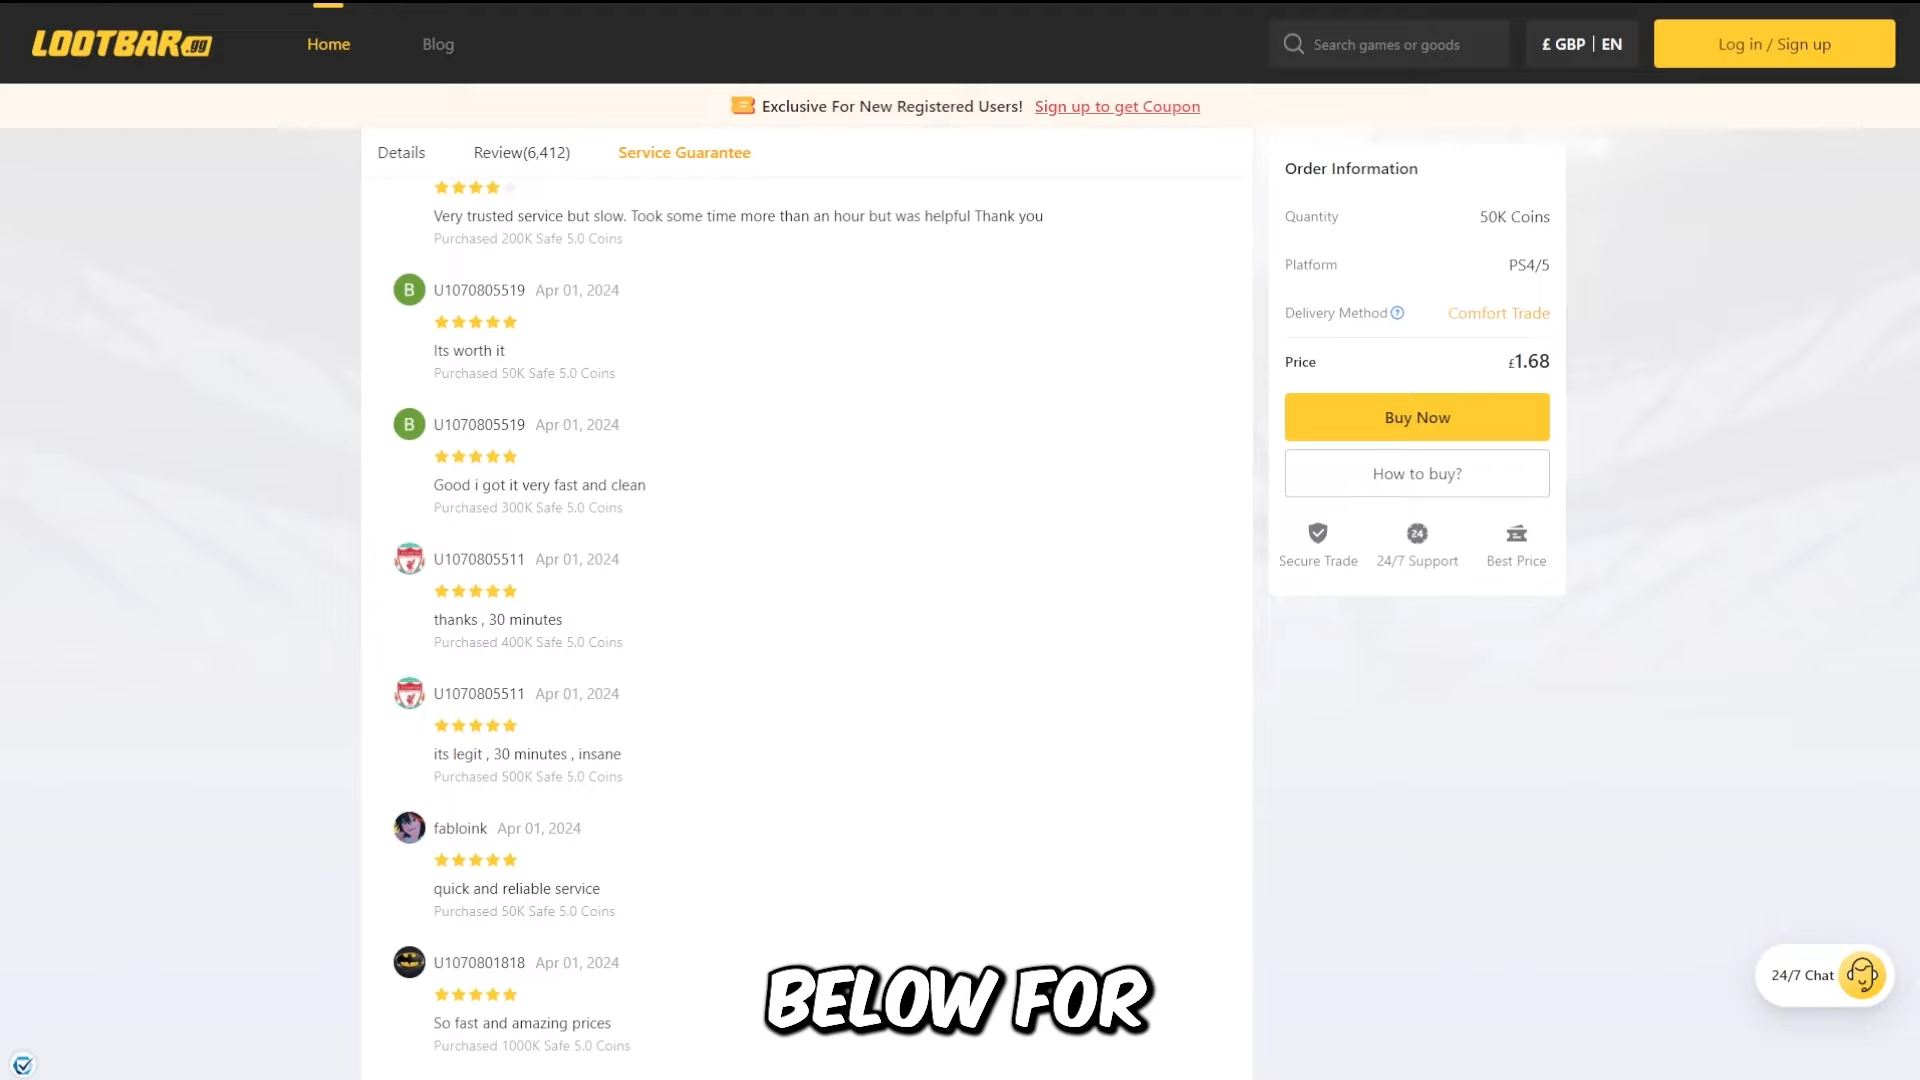 LOOTBAR.gg
Home
Blog
Search games or goods
£ GBP | EN
Log in / Sign up
Exclusive For New Registered Users! Sign up to get Coupon
Details
Review(6,412)
Service Guarantee
Very trusted service but slow. Took some time more than an hour but was helpful Thank you
Purchased 200K Safe 5.0 Coins
B
U1070805519 Apr 01, 2024
Its worth it
Purchased 50K Safe 5.0 Coins
B
U1070805519 Apr 01, 2024
Good i got it very fast and clean
Purchased 300K Safe 5.0 Coins
U1070805511 Apr 01, 2024
thanks , 30 minutes
Purchased 400K Safe 5.0 Coins
U1070805511 Apr 01, 2024
its legit , 30 minutes , insane
Purchased 500K Safe 5.0 Coins
fabloink Apr 01, 2024
quick and reliable service
Purchased 50K Safe 5.0 Coins
U1070801818 Apr 01, 2024
So fast and amazing prices
Purchased 1000K Safe 5.0 Coins
Order Information
Quantity 50K Coins
Platform PS4/5
Delivery Method ? Comfort Trade
Price £1.68
Buy Now
How to buy?
24
Secure Trade
24/7 Support
Best Price
24/7 Chat
BELOW FOR